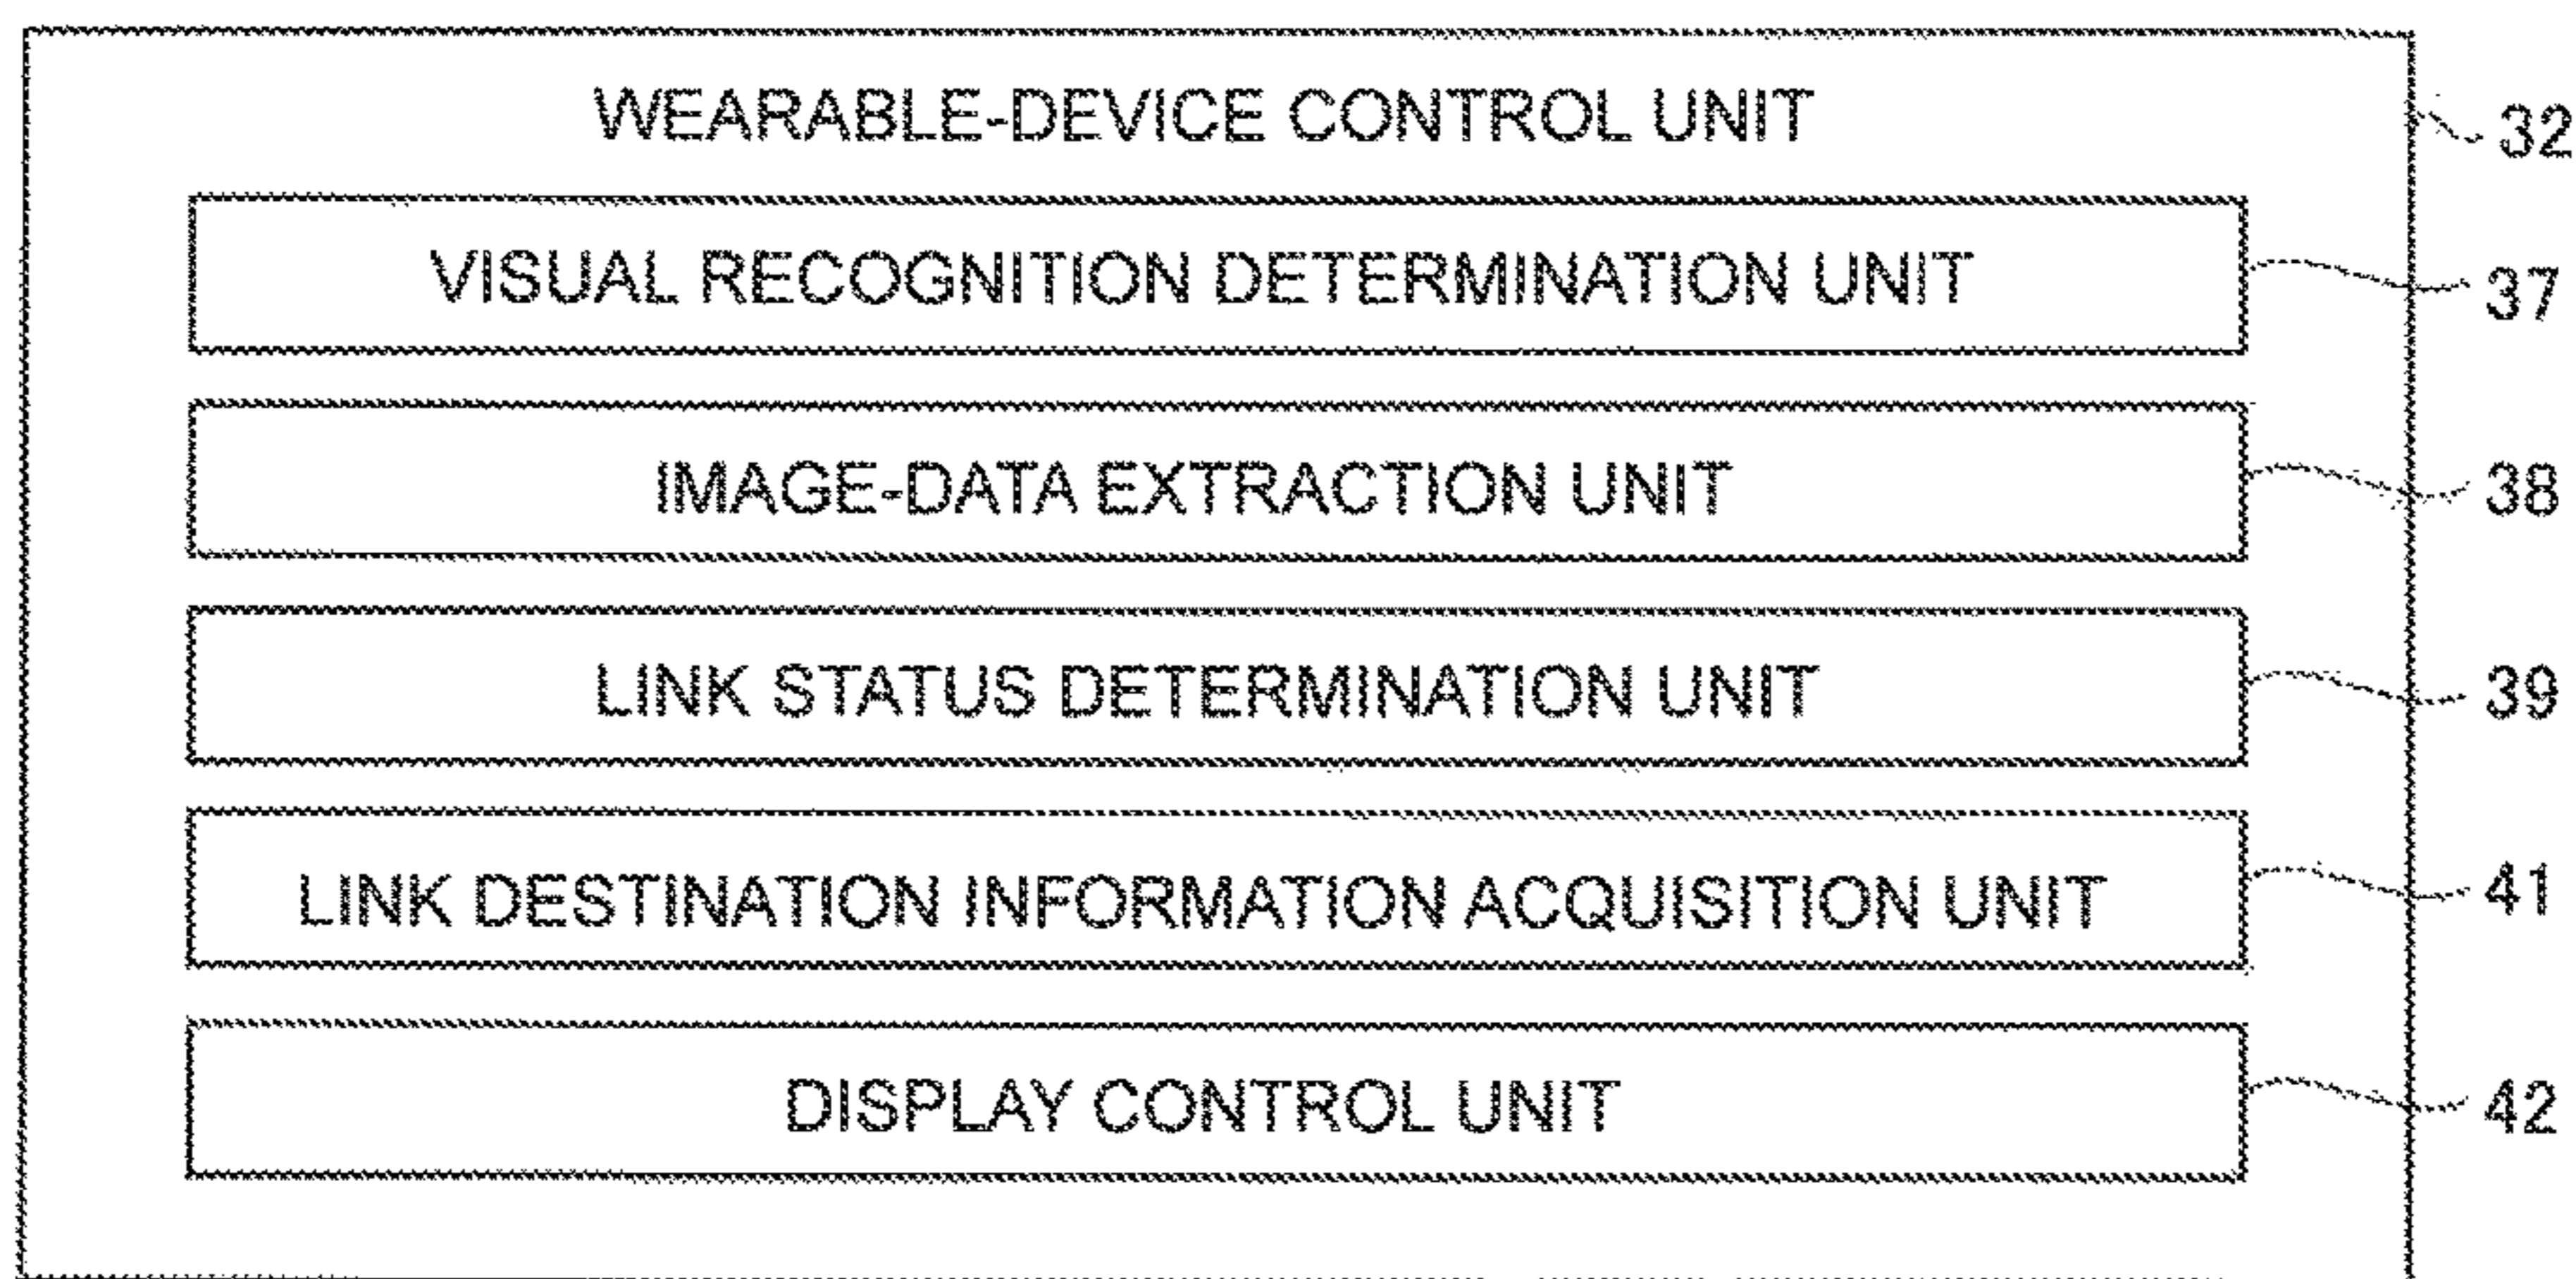 WEARABLE-DEVICE CONTROL UNIT 32
VISUAL RECOGNITION DETERMINATION UNIT 37
IMAGE-DATA EXTRACTION UNIT 38
LINK STATUS DETERMINATION UNIT 39
LINK DESTINATION INFORMATION ACQUISITION UNIT 41
DISPLAY CONTROL UNIT 42